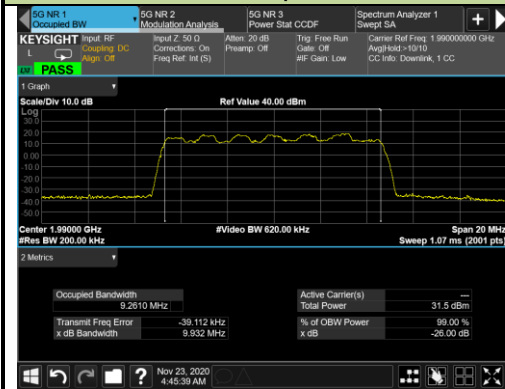 5G NR 1
Occupied BW
5G NR 2
Modulation Analysis
5G NR 3
Power Stat CCDF
Spectrum Analyzer 1
Swept SA
+
KEYSIGHT
L
PASS
Input: RF
Coupling: DC
Align: Off
Input Z: 50 Ω
Corrections: On
Freq Ref: Int (S)
Atten: 20 dB
Preamp: Off
Trig: Free Run
Gate: Off
#IF Gain: Low
Carrier Ref Freq: 1.990000000 GHz
Avg|Hold:>10/10
CC Info: Downlink, 1 CC
1 Graph
Scale/Div 10.0 dB
Ref Value 40.00 dBm
Log
30.0
20.0
10.0
0.00
-10.0
-20.0
-30.0
-40.0
-50.0
Center 1.99000 GHz
#Video BW 620.00 kHz
Span 20 MHz
#Res BW 200.00 kHz
Sweep 1.07 ms (2001 pts)
2 Metrics
Occupied Bandwidth
9.2610 MHz
Active Carrier(s)
---
Total Power
31.5 dBm
Transmit Freq Error
-39.112 kHz
% of OBW Power
99.00 %
x dB Bandwidth
9.932 MHz
x dB
-26.00 dB
?
Nov 23, 2020
4:45:39 AM